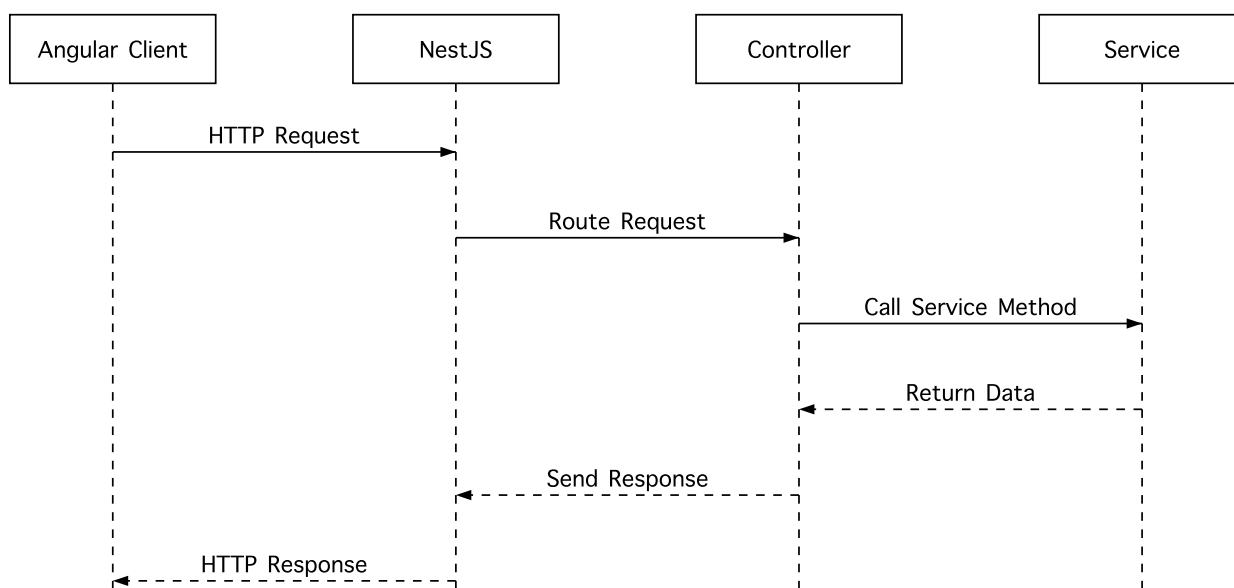 Angular Client
NestJS
Controller
Service
HTTP Request
Route Request
Call Service Method
Return Data
Send Response
HTTP Response